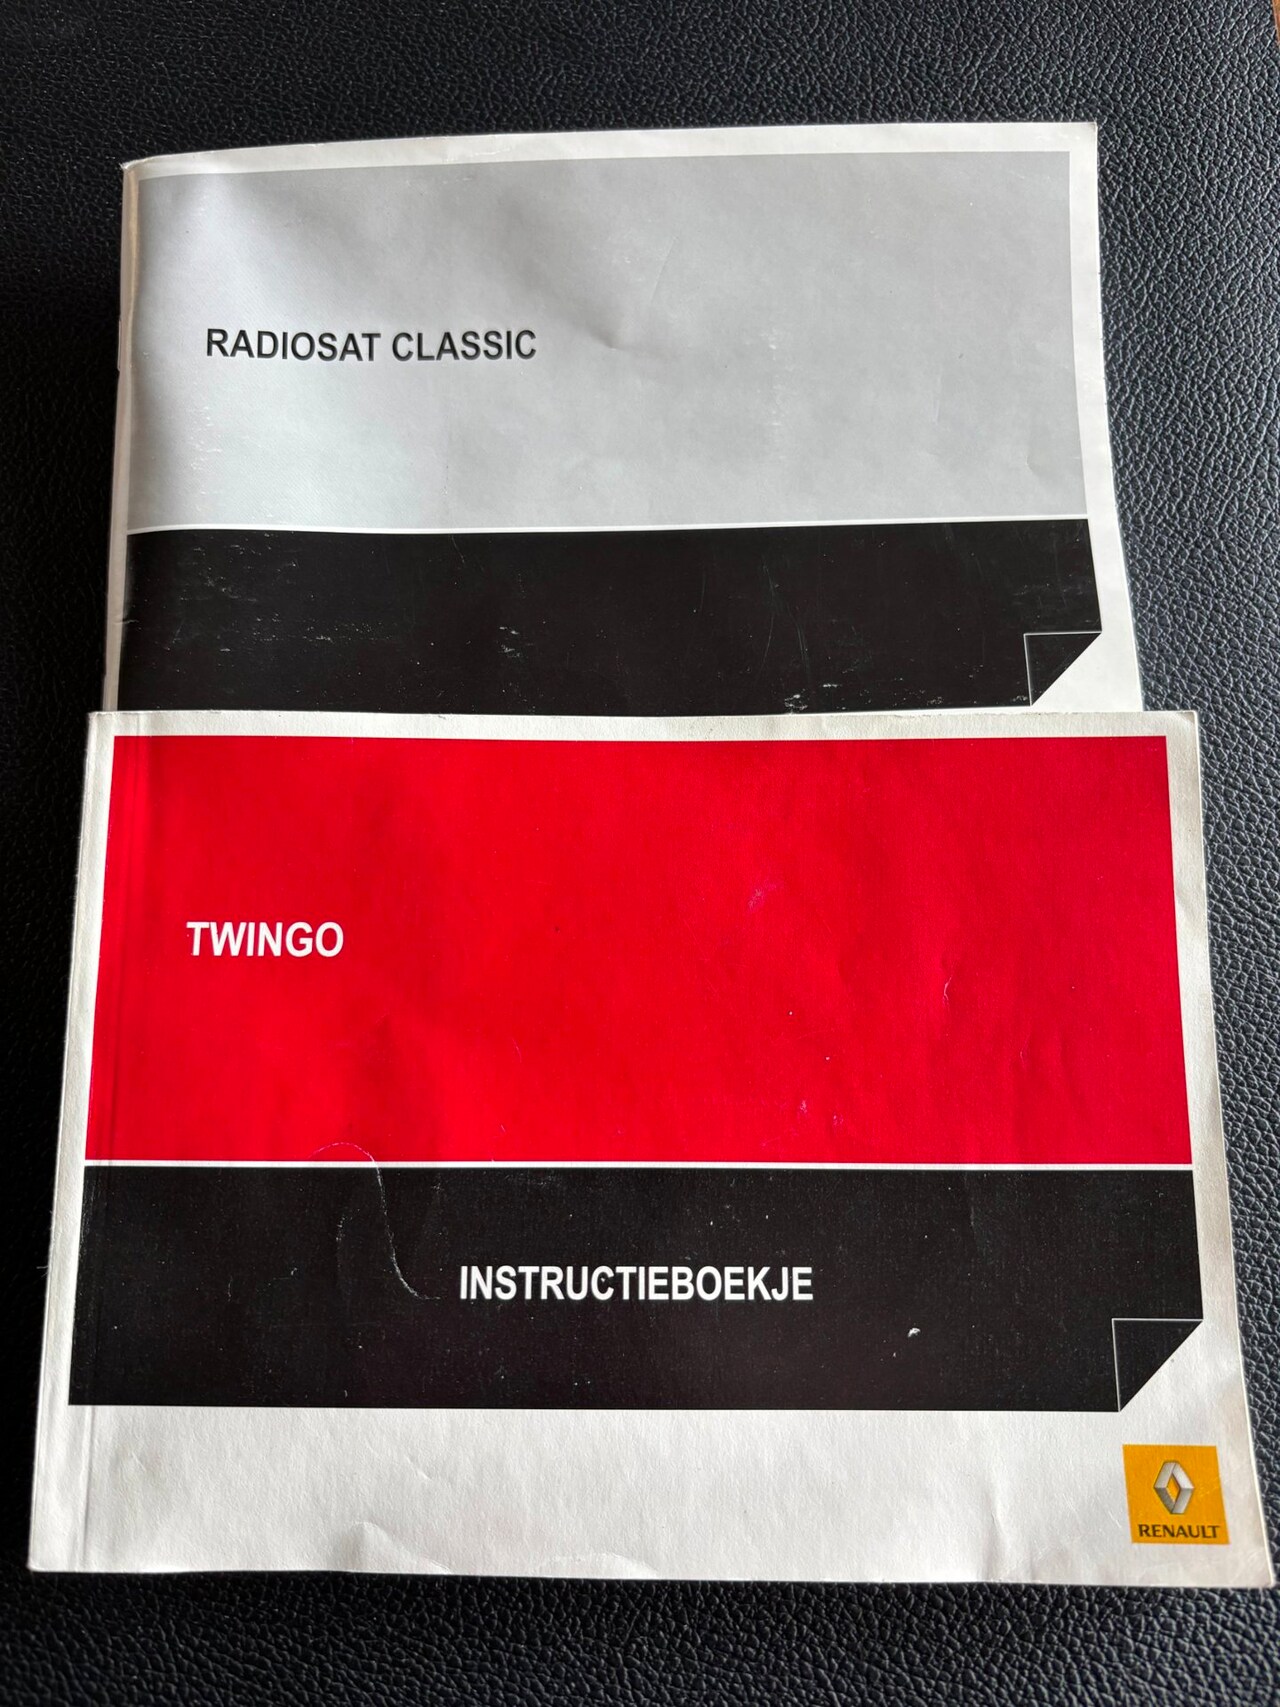 RADIOSAT CLASSIC
TWINGO
INSTRUCTIEBOEKJE
RENAULT